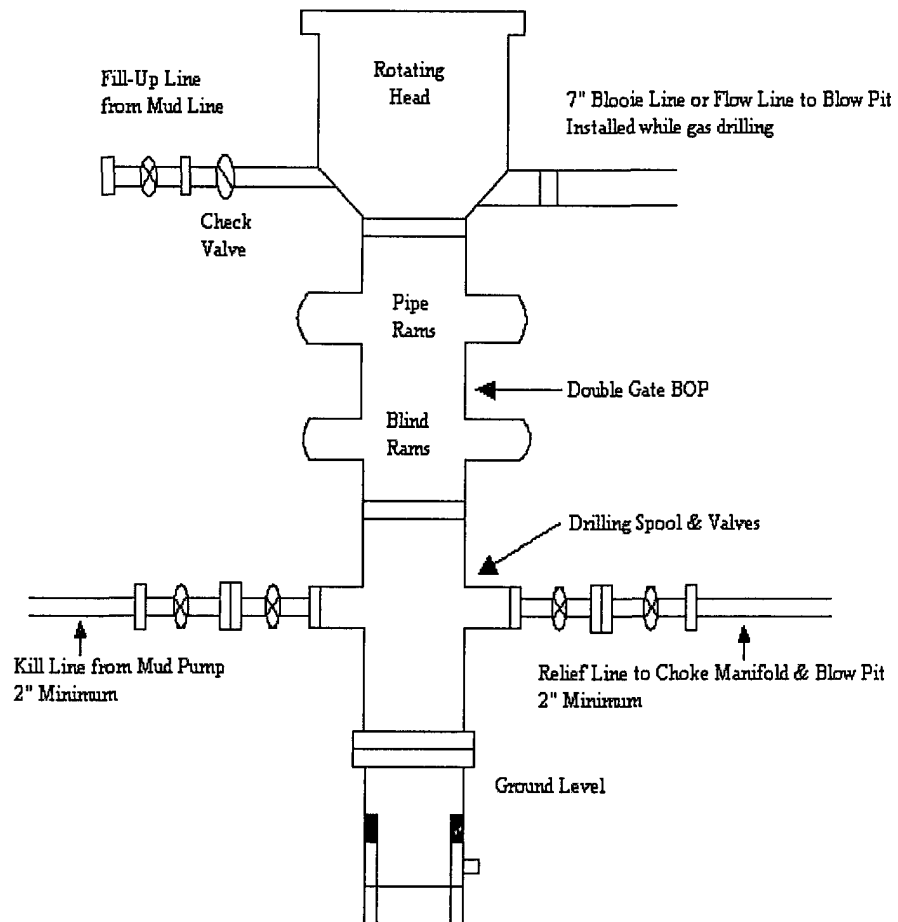 Rotating
Head
Fill-Up Line
from Mud Line
7" Blooie Line or Flow Line to Blow Pit
Installed while gas drilling
Check
Valve
Pipe
Rams
Double Gate BOP
Blind
Rams
Drilling Spool & Valves
Kill Line from Mud Pump
2" Minimum
Relief Line to Choke Manifold & Blow Pit
2" Minimum
Ground Level